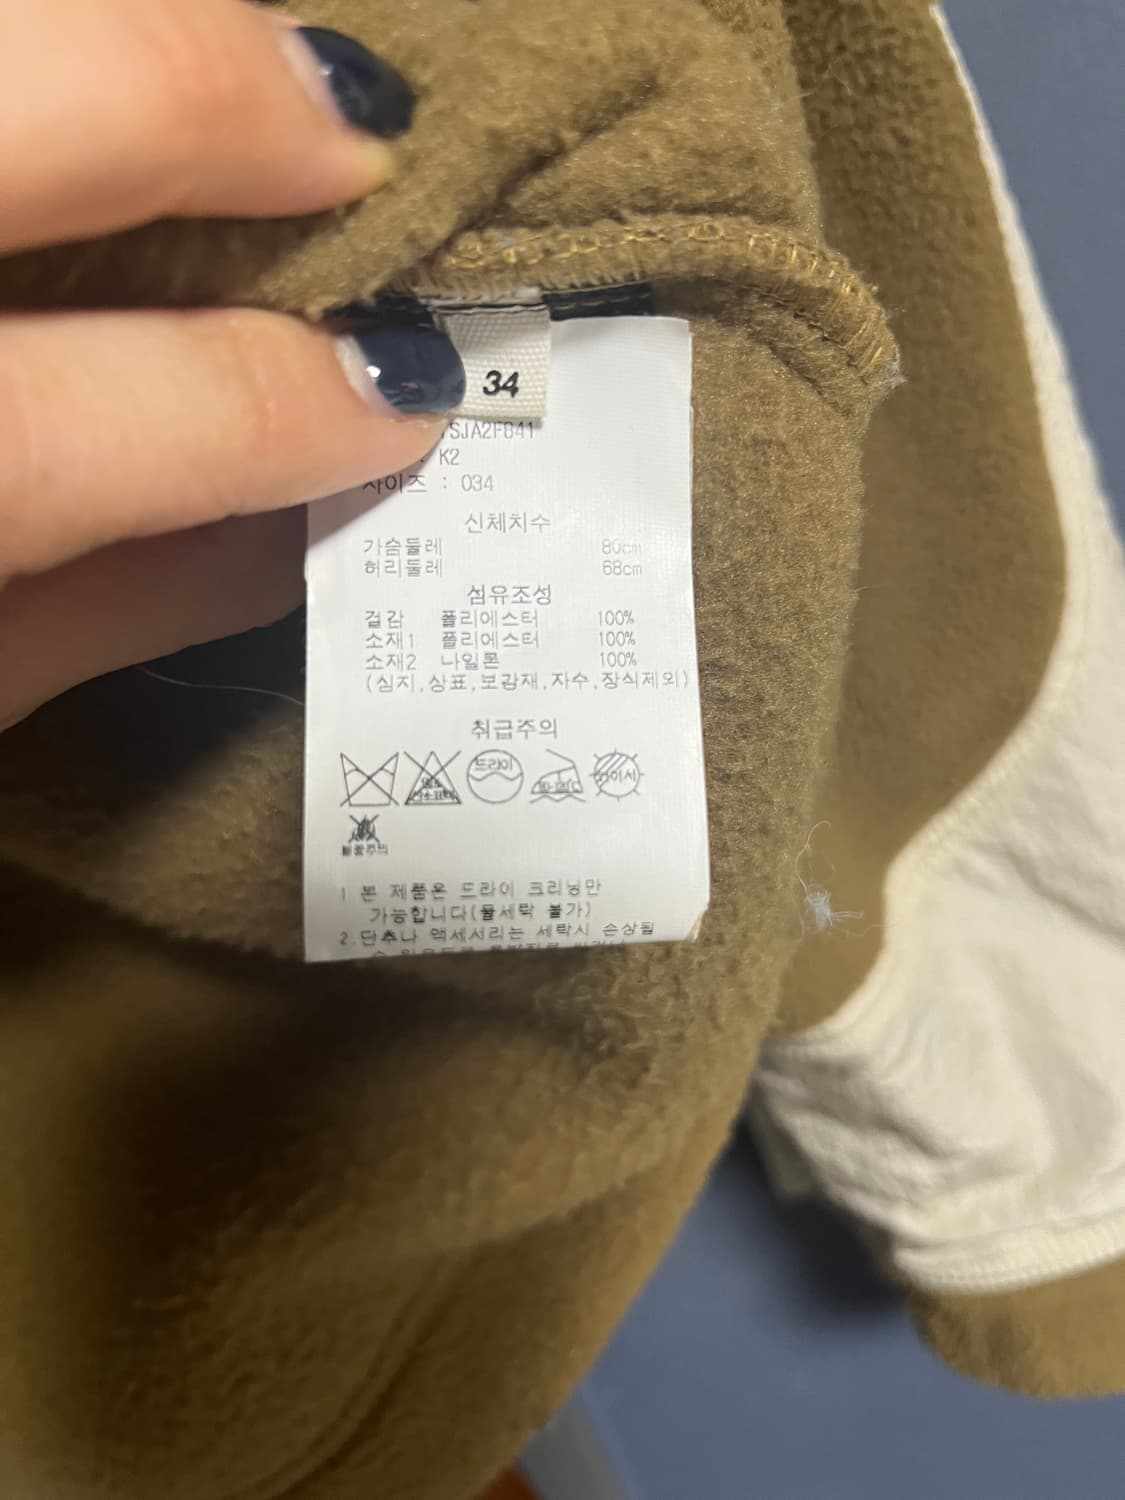 34
SJA2FB41
: K2
사이즈 : 034
신체치수
가슴둘레 80cm
허리둘레 68cm
섬유조성
겉감 폴리에스터 100%
소재1 폴리에스터 100%
소재2 나일론 100%
(심지,상표,보강재,자수,장식제외)
취급주의
드라이
불꽃주의
1 본 제품은 드라이 크리닝만
가능합니다(물세탁 불가)
2.단추나 액세서리는 세탁시 손상될